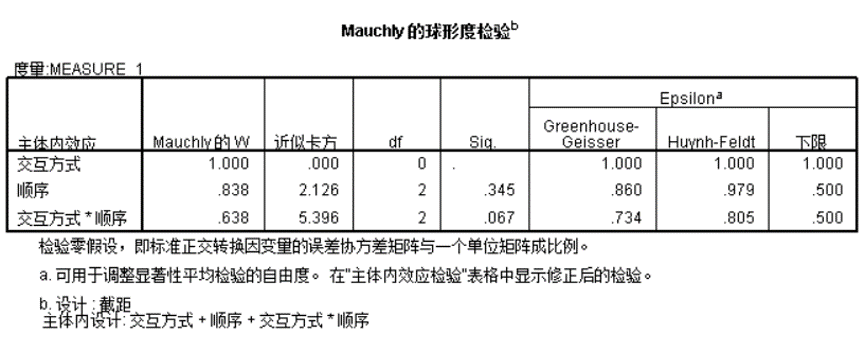 Mauchly 的球形度检验b
度量:MEASURE_1
Epsilona
主体内效应 Mauchly 的 W 近似卡方 df Sig. Greenhouse-Geisser Huynh-Feldt 下限
交互方式 1.000 .000 0 . 1.000 1.000 1.000
顺序 .838 2.126 2 .345 .860 .979 .500
交互方式 * 顺序 .638 5.396 2 .067 .734 .805 .500
检验零假设，即标准正交转换因变量的误差协方差矩阵与一个单位矩阵成比例。
a. 可用于调整显著性平均检验的自由度。 在"主体内效应检验"表格中显示修正后的检验。
b. 设计 : 截距
主体内设计: 交互方式 + 顺序 + 交互方式 * 顺序